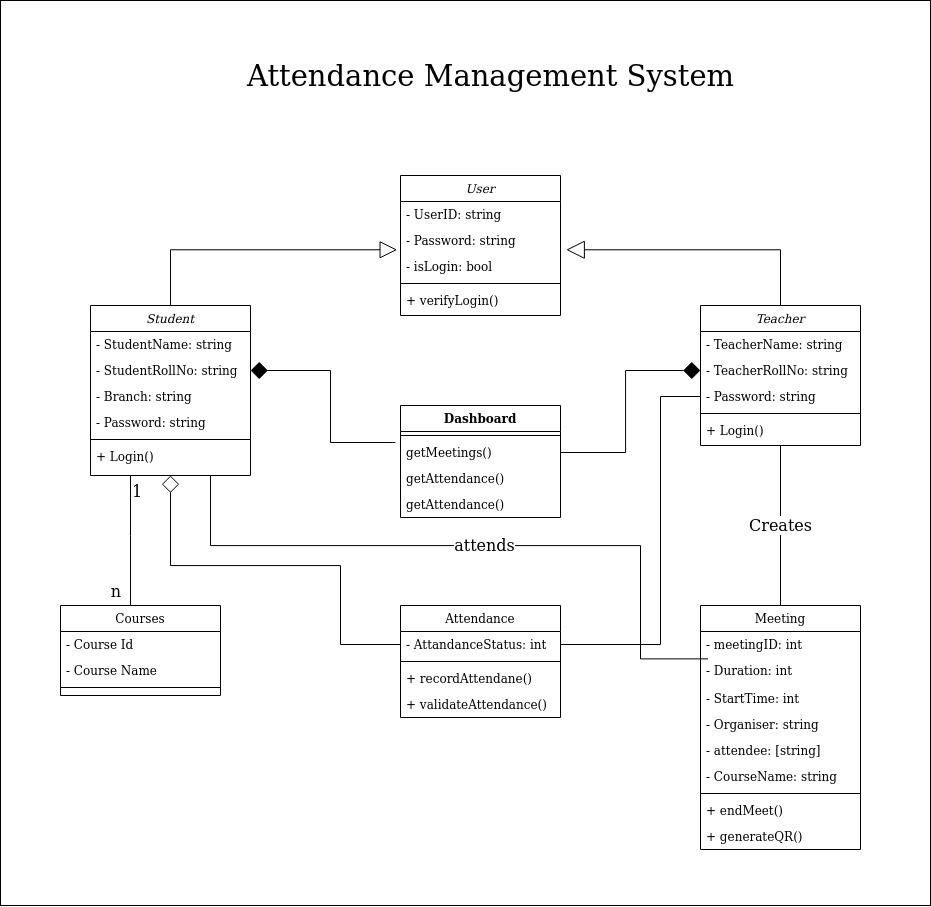 Attendance Management System
User
- UserID: string
- Password: string
- isLogin: bool
+ verifyLogin()
Student
- StudentName: string
- StudentRollNo: string
- Branch: string
- Password: string
+ Login()
Teacher
- TeacherName: string
- TeacherRollNo: string
- Password: string
+ Login()
Dashboard
getMeetings()
getAttendance()
getAttendance()
1
n
attends
Creates
Courses
- Course Id
- Course Name
Attendance
- AttandanceStatus: int
+ recordAttendane()
+ validateAttendance()
Meeting
- meetingID: int
- Duration: int
- StartTime: int
- Organiser: string
- attendee: [string]
- CourseName: string
+ endMeet()
+ generateQR()